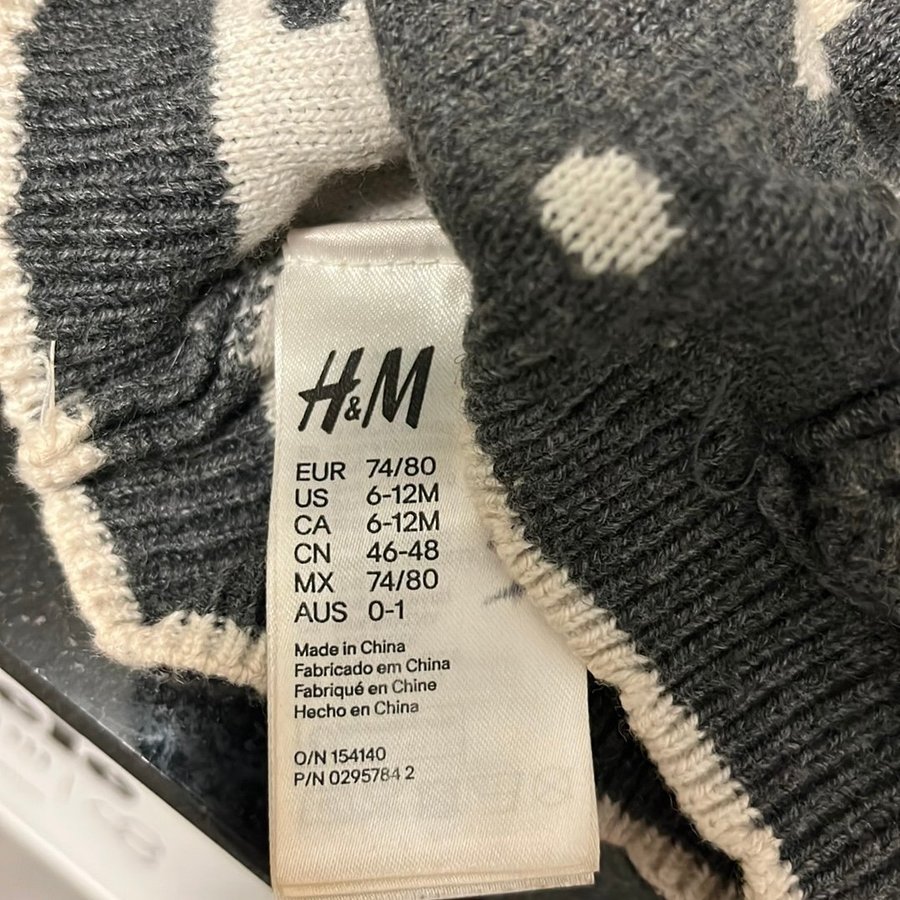 H&M
EUR 74/80
US 6-12M
CA 6-12M
CN 46-48
MX 74/80
AUS 0-1
Made in China
Fabricado em China
Fabriqué en Chine
Hecho en China
O/N 154140
P/N 0295784 2